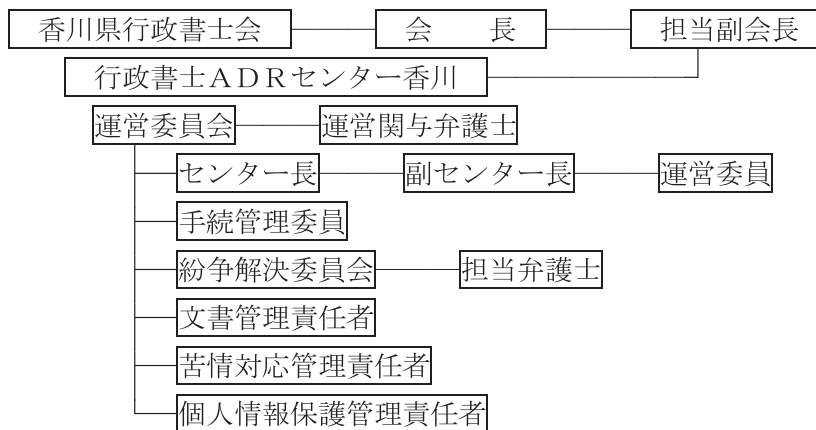 香川県行政書士会 会　　長 担当副会長
行政書士ＡＤＲセンター香川
運営委員会 運営関与弁護士
センター長 副センター長 運営委員
手続管理委員
紛争解決委員会 担当弁護士
文書管理責任者
苦情対応管理責任者
個人情報保護管理責任者